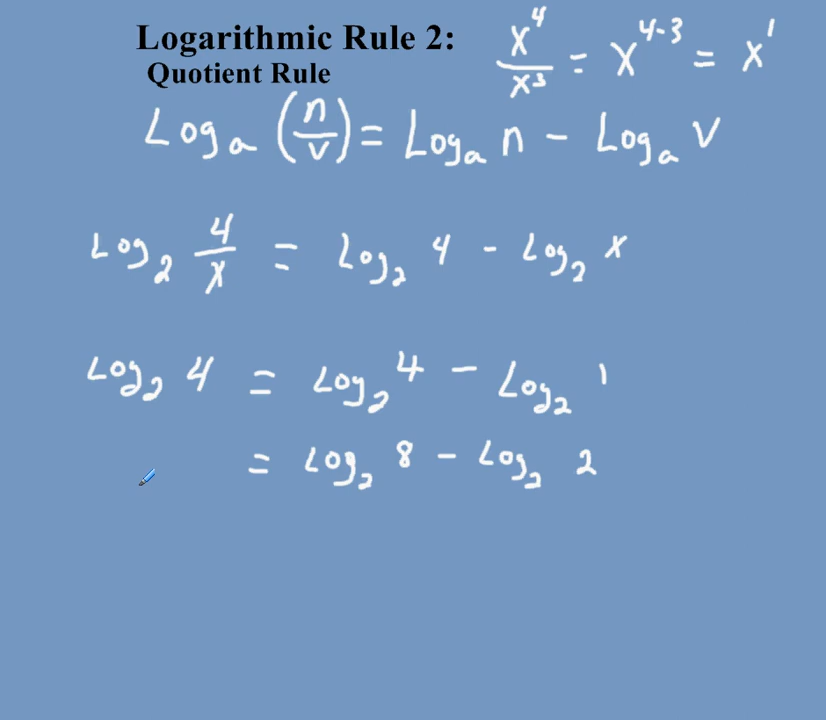 Logarithmic Rule 2:
Quotient Rule
x^4/x^3 = x^(4-3) = x^1
Log_a (n/v) = Log_a n - Log_a v
Log_2 4/x = Log_2 4 - Log_2 x
Log_2 4 = Log_2 4 - Log_2 1
= Log_2 8 - Log_2 2